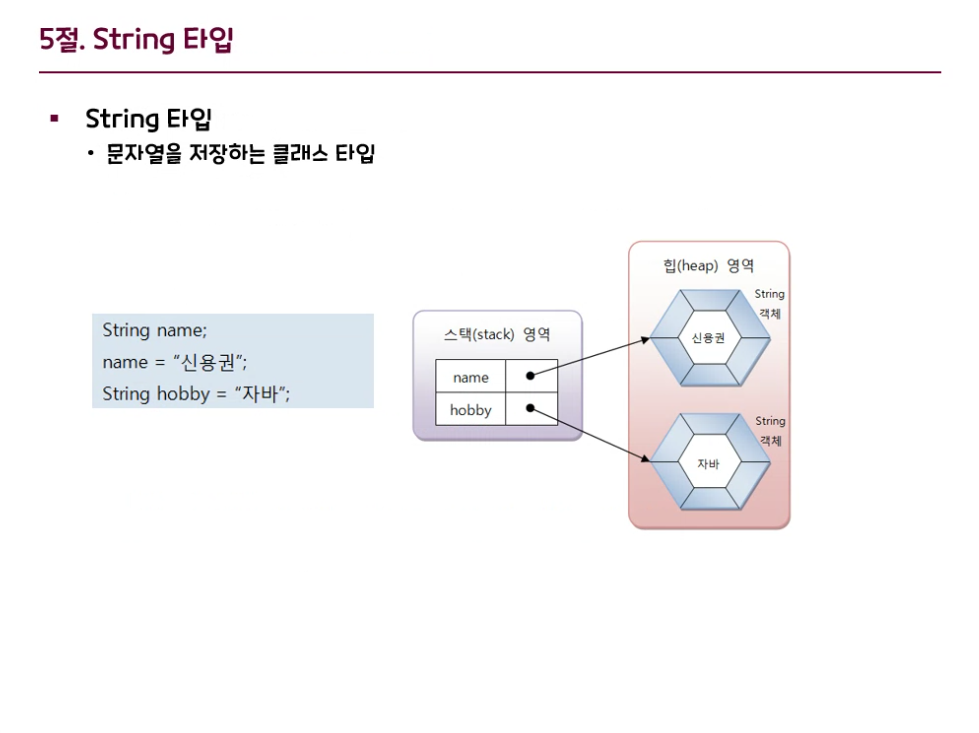 5절. String 타입
▪ String 타입
• 문자열을 저장하는 클래스 타입
String name;
name = “신용권”;
String hobby = “자바”;
스택(stack) 영역
name
hobby
힙(heap) 영역
String
객체
신용권
String
객체
자바